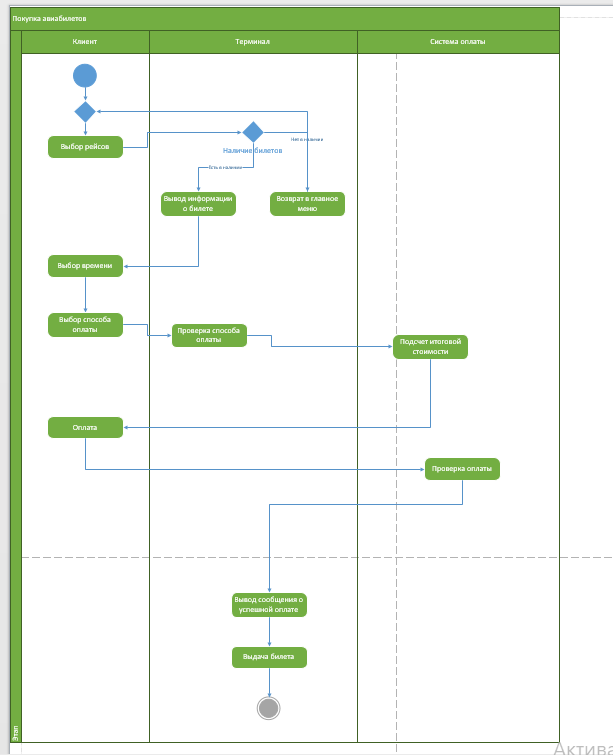 Покупка авиабилетов
Клиент
Терминал
Система оплаты
Выбор рейсов
Наличие билетов
Нет в наличие
Есть в наличии
Вывод информации
о билете
Возврат в главное
меню
Выбор времени
Выбор способа
оплаты
Проверка способа
оплаты
Подсчет итоговой
стоимости
Оплата
Проверка оплаты
Вывод сообщения о
успешной оплате
Выдача билета
Этап
Актива